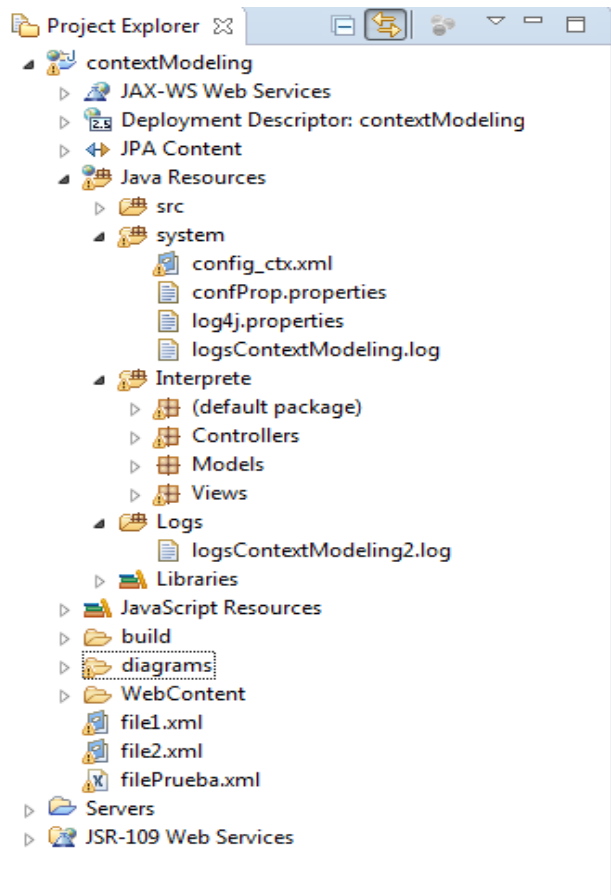 Project Explorer
contextModeling
JAX-WS Web Services
2.5 Deployment Descriptor: contextModeling
JPA Content
Java Resources
src
system
config_ctx.xml
confProp.properties
log4j.properties
logsContextModeling.log
Interprete
(default package)
Controllers
Models
Views
Logs
logsContextModeling2.log
Libraries
JavaScript Resources
build
diagrams
WebContent
file1.xml
file2.xml
X filePrueba.xml
Servers
JSR-109 Web Services